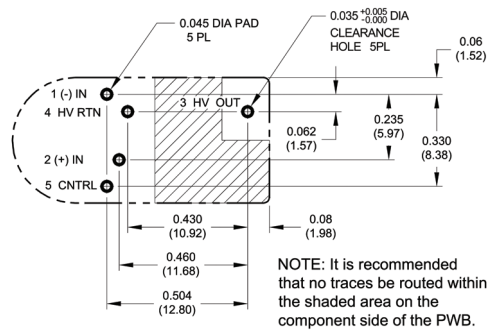 0.045 DIA PAD
5 PL
0.035 +0.005 -0.000 DIA
CLEARANCE
HOLE 5PL
0.06
(1.52)
1 (-) IN
3 HV OUT
4 HV RTN
0.062
(1.57)
0.235
(5.97)
0.330
(8.38)
2 (+) IN
5 CNTRL
0.430
(10.92)
0.08
(1.98)
0.460
(11.68)
0.504
(12.80)
NOTE: It is recommended
that no traces be routed within
the shaded area on the
component side of the PWB.